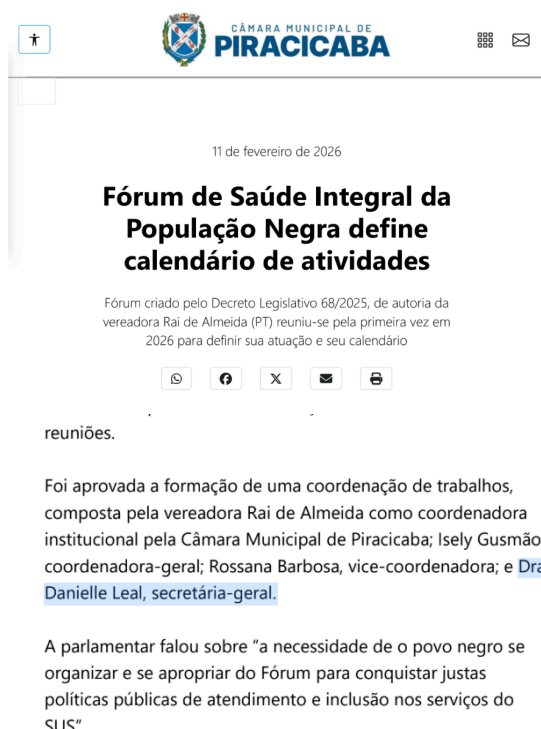 CÂMARA MUNICIPAL DE
PIRACICABA
11 de fevereiro de 2026
Fórum de Saúde Integral da
População Negra define
calendário de atividades
Fórum criado pelo Decreto Legislativo 68/2025, de autoria da
vereadora Rai de Almeida (PT) reuniu-se pela primeira vez em
2026 para definir sua atuação e seu calendário
reuniões.
Foi aprovada a formação de uma coordenação de trabalhos,
composta pela vereadora Rai de Almeida como coordenadora
institucional pela Câmara Municipal de Piracicaba; Isely Gusmão
coordenadora-geral; Rossana Barbosa, vice-coordenadora; e Dra
Danielle Leal, secretária-geral.
A parlamentar falou sobre “a necessidade de o povo negro se
organizar e se apropriar do Fórum para conquistar justas
políticas públicas de atendimento e inclusão nos serviços do
SUS”